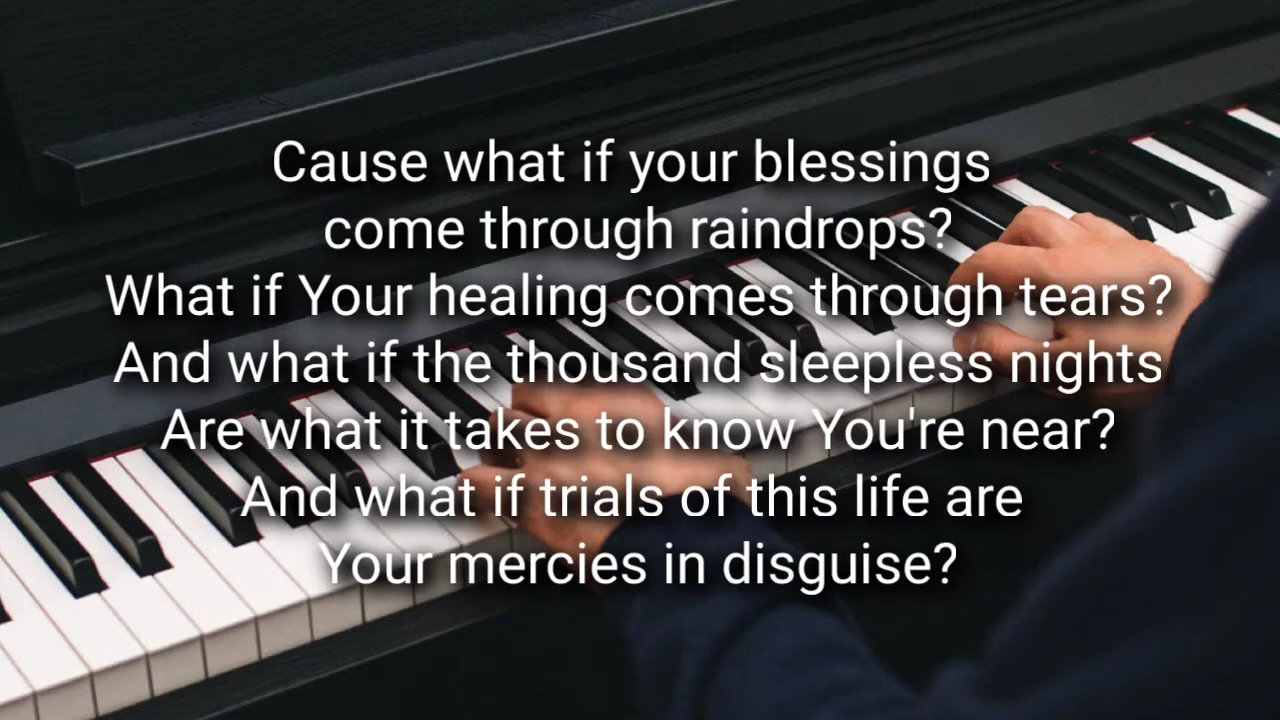 Cause what if your blessings
come through raindrops?
What if Your healing comes through tears?
And what if the thousand sleepless nights
Are what it takes to know You're near?
And what if trials of this life are
Your mercies in disguise?